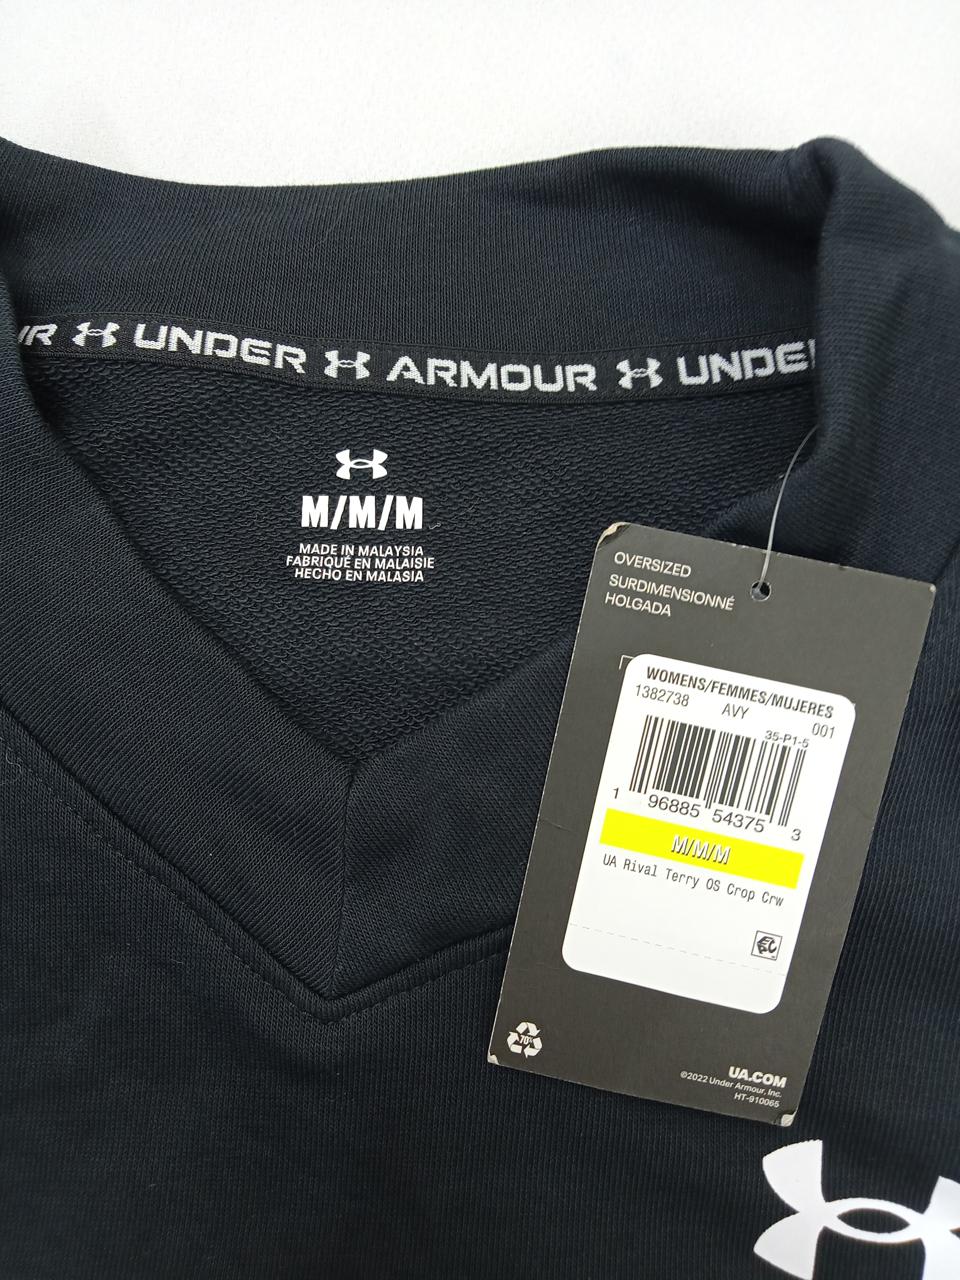 UNDER ARMOUR UNDE
M/M/M
MADE IN MALAYSIA
FABRIQUÉ EN MALAISIE
HECHO EN MALASIA
OVERSIZED
SURDIMENSIONNÉ
HOLGADA
WOMENS/FEMMES/MUJERES
1382738 AVY 001
35-P1-5
1 96885 54375 3
M/M/M
UA Rival Terry OS Crop Crw
70%
UA.COM
©2022 Under Armour, Inc.
HT-910065